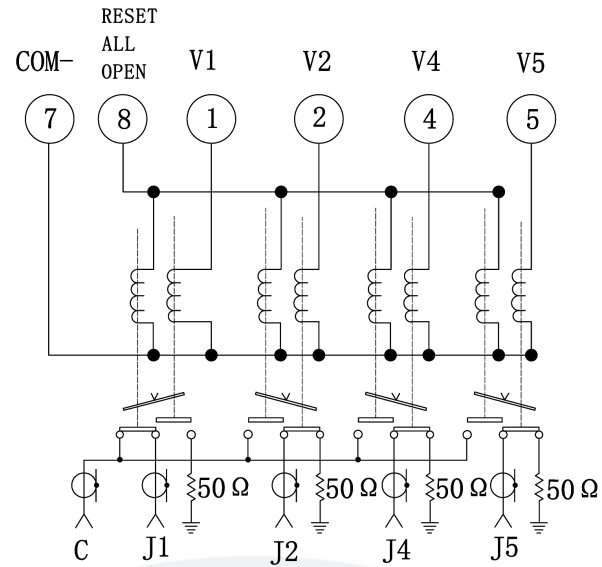 RESET
ALL
OPEN
COM- V1 V2 V4 V5
7 8 1 2 4 5
50 Ω 50 Ω 50 Ω 50 Ω
C J1 J2 J4 J5